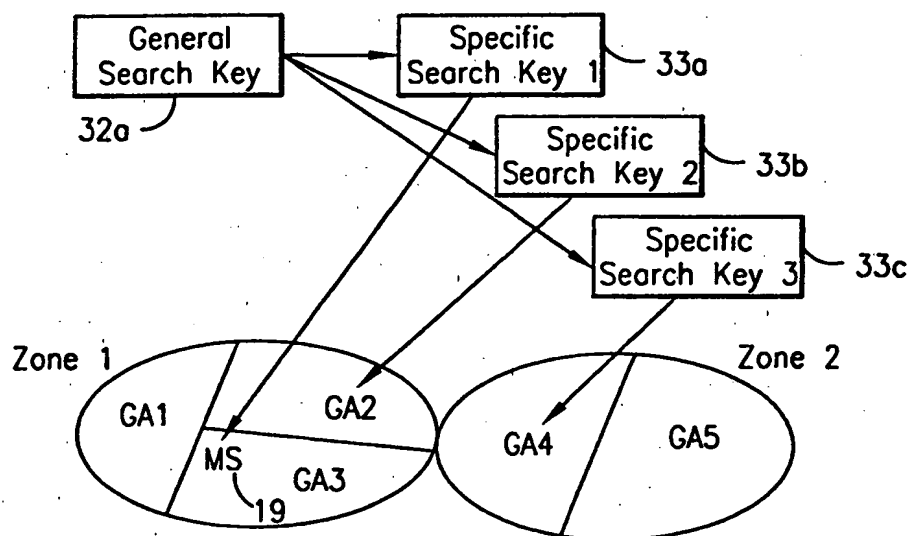 General
Search Key
32a
Specific
Search Key 1
33a
Specific
Search Key 2
33b
Specific
Search Key 3
33c
Zone 1
Zone 2
GA1
GA2
MS
GA3
19
GA4
GA5